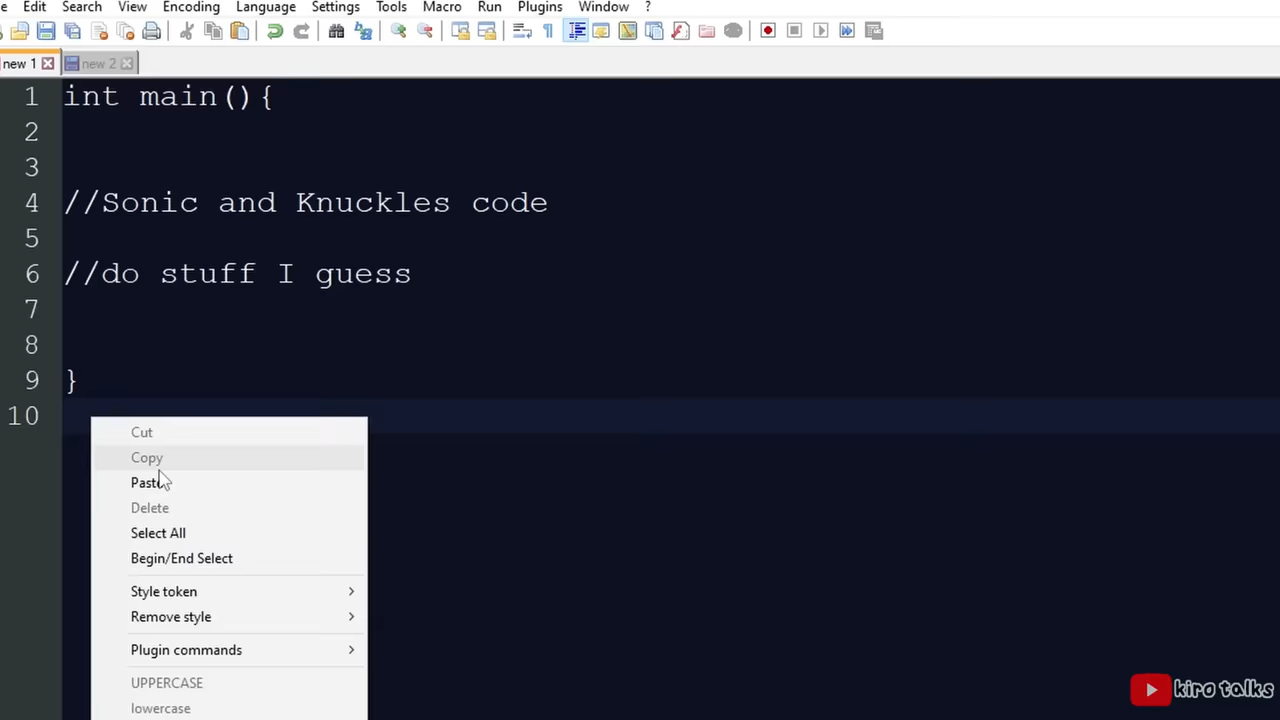 e Edit Search View Encoding Language Settings Tools Macro Run Plugins Window ?
new 1 new 2
1 int main(){
2
3
4 //Sonic and Knuckles code
5
6 //do stuff I guess
7
8
9 }
10
Cut
Copy
Paste
Delete
Select All
Begin/End Select
Style token
Remove style
Plugin commands
UPPERCASE
lowercase
kiro talks